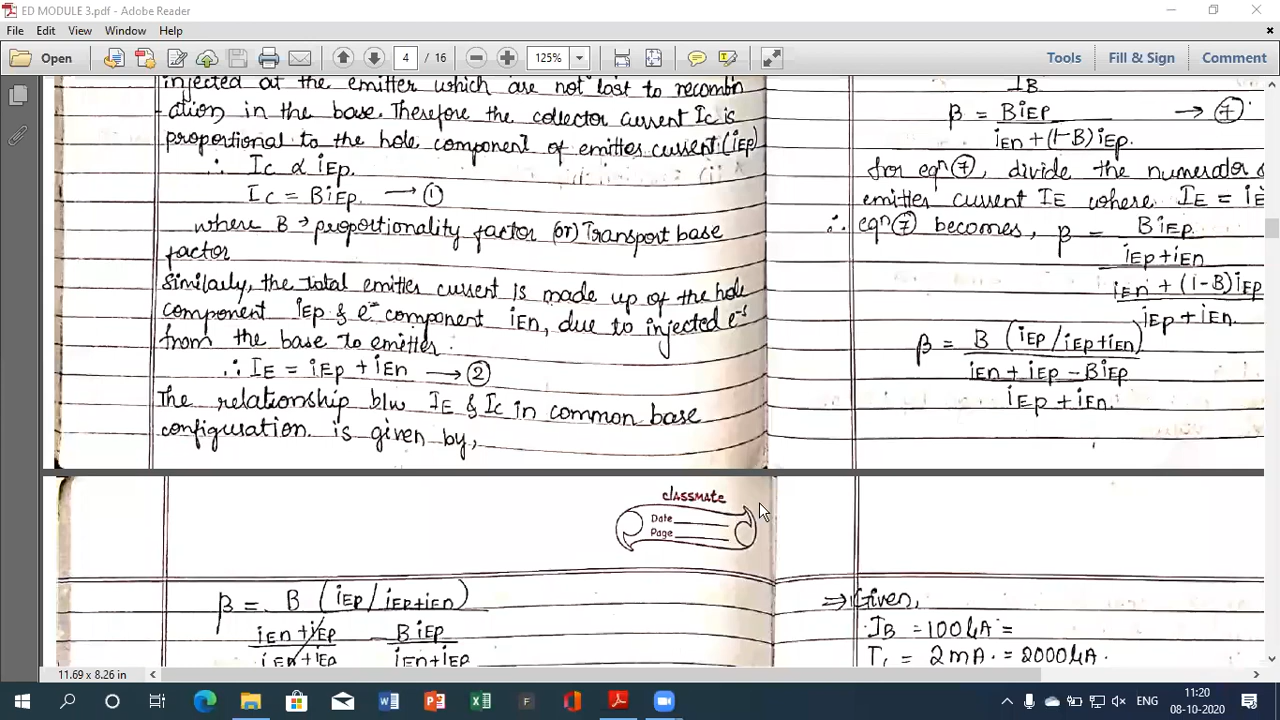 ED MODULE 3.pdf - Adobe Reader
File Edit View Window Help
Open 4 / 16 125% Tools Fill & Sign Comment
injected at the emitter which are not lost to recombin
-ation in the base. Therefore the collector current Ic is
proportional to the hole component of emitter current (iEp)
∴ Ic α iEp.
Ic = BiEp. → ①
where B → proportionality factor (or) Transport base
factor
Similarly, the total emitter current is made up of the hole
component iEp & e⁻ component iEn, due to injected e⁻s
from the base to emitter.
∴ IE = iEp + iEn → ②
The relationship b/w IE & Ic in common base
configuration is given by,
IB
β = BiEp → ⑦
iEn + (1-B) iEp.
for eqn ⑦, divide the numerator
emitter current IE where IE =
∴ eqn ⑦ becomes, β = BiEp.
iEp + iEn
iEn + (1-B) iEp
iEp + iEn.
β = B (iEp / iEp+iEn)
iEn + iEp - BiEp
iEp + iEn.
classmate
Date
Page
β = B (iEp / iEp+iEn)
iEn + iEp - BiEp
iEn + iEp iEn + iEp
⇒ Given,
IB = 100μA =
= 2mA. = 2000μA.
11.69 x 8.26 in
ENG
11:20
08-10-2020